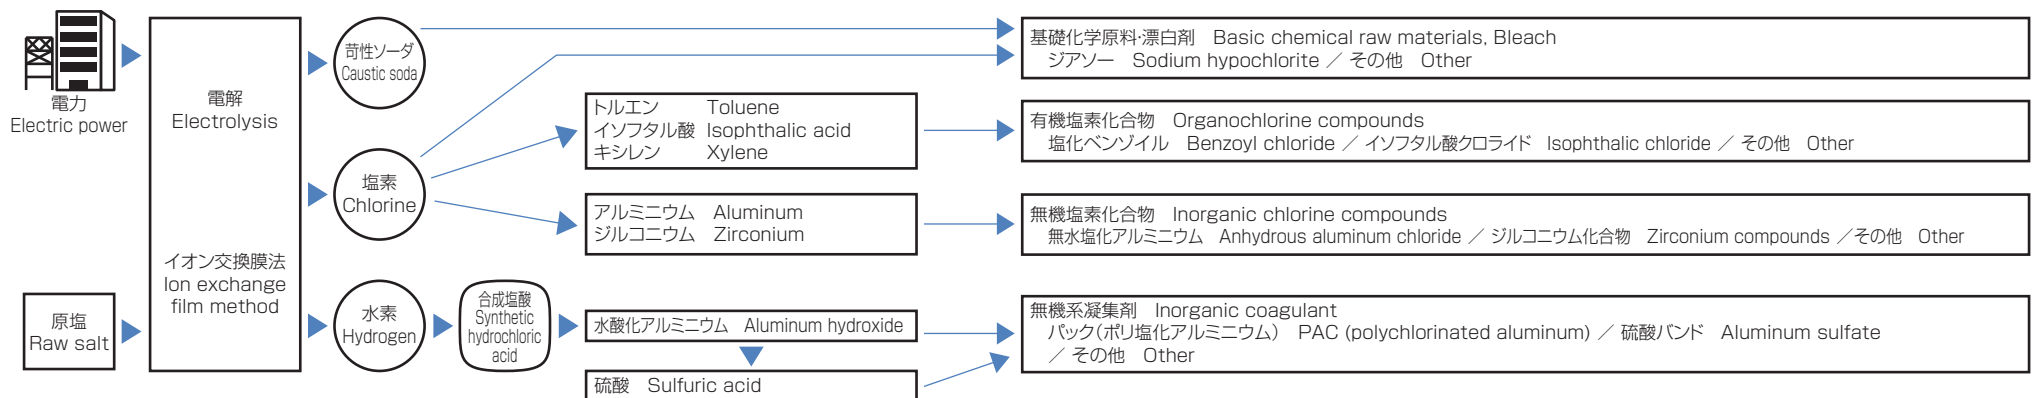 電力
Electric power
原塩
Raw salt
電解
Electrolysis
イオン交換膜法
Ion exchange
film method
苛性ソーダ
Caustic soda
塩素
Chlorine
水素
Hydrogen
合成塩酸
Synthetic
hydrochloric
acid
トルエン Toluene
イソフタル酸 Isophthalic acid
キシレン Xylene
アルミニウム Aluminum
ジルコニウム Zirconium
水酸化アルミニウム Aluminum hydroxide
硫酸 Sulfuric acid
基礎化学原料・漂白剤 Basic chemical raw materials, Bleach
ジアソー Sodium hypochlorite ／ その他 Other
有機塩素化合物 Organochlorine compounds
塩化ベンゾイル Benzoyl chloride ／ イソフタル酸クロライド Isophthalic chloride ／ その他 Other
無機塩素化合物 Inorganic chlorine compounds
無水塩化アルミニウム Anhydrous aluminum chloride ／ ジルコニウム化合物 Zirconium compounds ／その他 Other
無機系凝集剤 Inorganic coagulant
パック（ポリ塩化アルミニウム） PAC (polychlorinated aluminum) ／ 硫酸バンド Aluminum sulfate
／ その他 Other